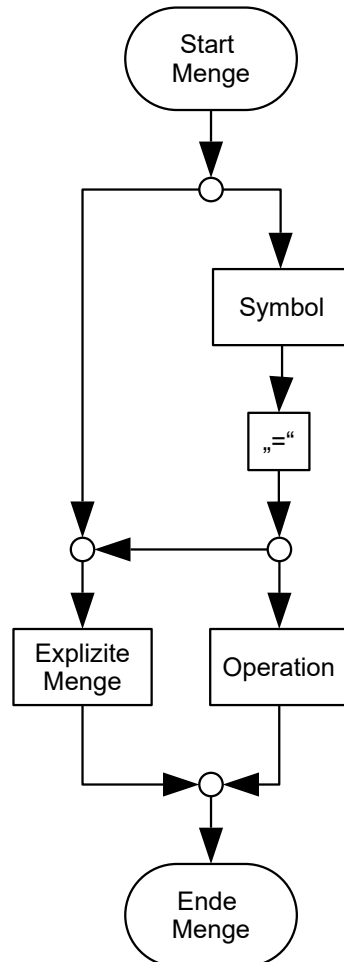 Start
Menge
Symbol
„=“
Explizite
Menge
Operation
Ende
Menge